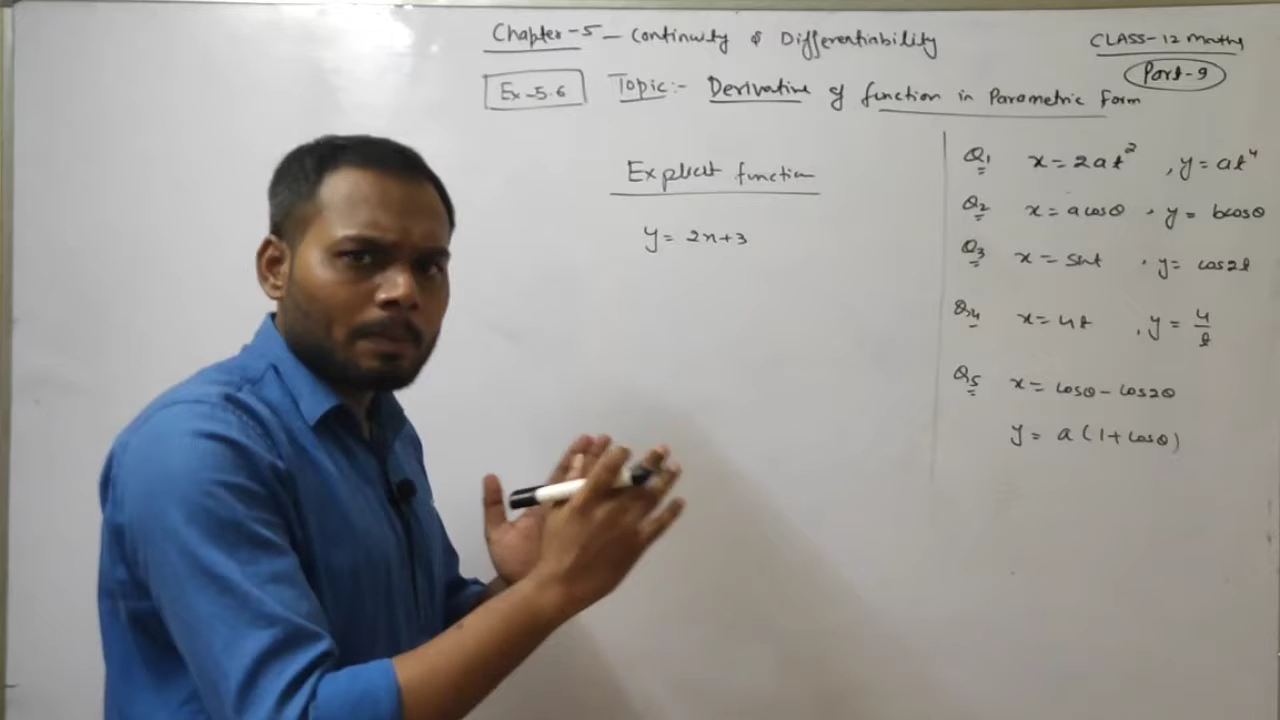 Chapter-5 - Continuity & Differentiability
CLASS-12 Maths
Part-9
Ex-5.6 Topic:- Derivative of function in Parametric Form
Explicit function
y = 2x+3
Q1 x = 2at² , y = at⁴
Q2 x = acosθ , y = bcosθ
Q3 x = sint , y = cos2t
Q4 x = 4t , y = 4/t
Q5 x = cosθ - cos2θ
y = a(1+cosθ)